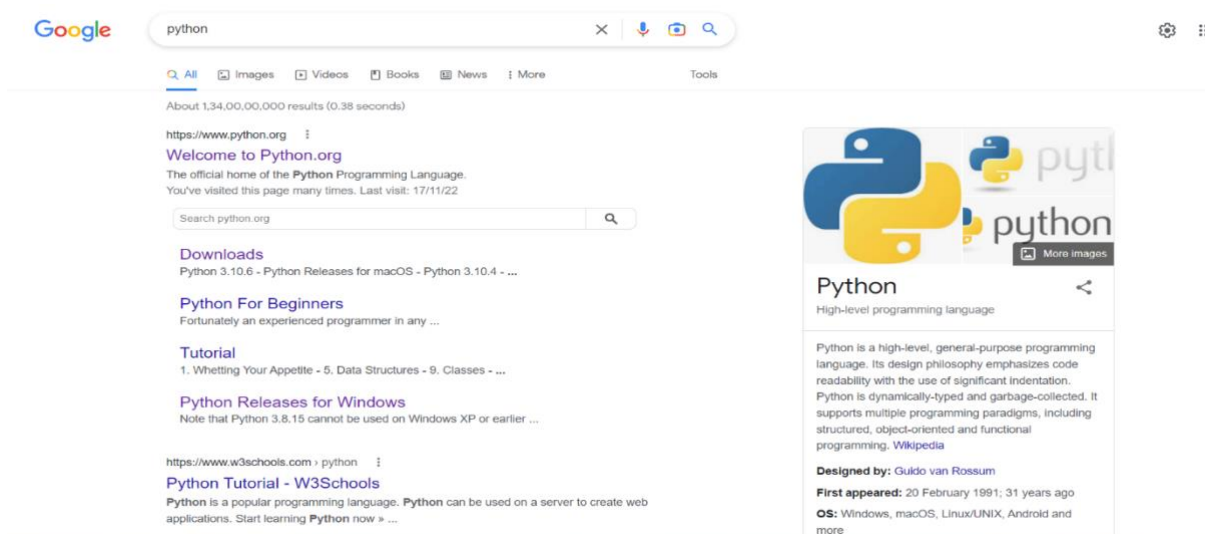 Google
python
All Images Videos Books News More Tools
About 1,34,00,00,000 results (0.38 seconds)
https://www.python.org
Welcome to Python.org
The official home of the Python Programming Language.
You've visited this page many times. Last visit: 17/11/22
Search python.org
Downloads
Python 3.10.6 - Python Releases for macOS - Python 3.10.4 - ...
Python For Beginners
Fortunately an experienced programmer in any ...
Tutorial
1. Whetting Your Appetite - 5. Data Structures - 9. Classes - ...
Python Releases for Windows
Note that Python 3.8.15 cannot be used on Windows XP or earlier ...
https://www.w3schools.com › python
Python Tutorial - W3Schools
Python is a popular programming language. Python can be used on a server to create web
applications. Start learning Python now » ...
pyt
python
More images
Python
High-level programming language
Python is a high-level, general-purpose programming
language. Its design philosophy emphasizes code
readability with the use of significant indentation.
Python is dynamically-typed and garbage-collected. It
supports multiple programming paradigms, including
structured, object-oriented and functional
programming. Wikipedia
Designed by: Guido van Rossum
First appeared: 20 February 1991; 31 years ago
OS: Windows, macOS, Linux/UNIX, Android and
more